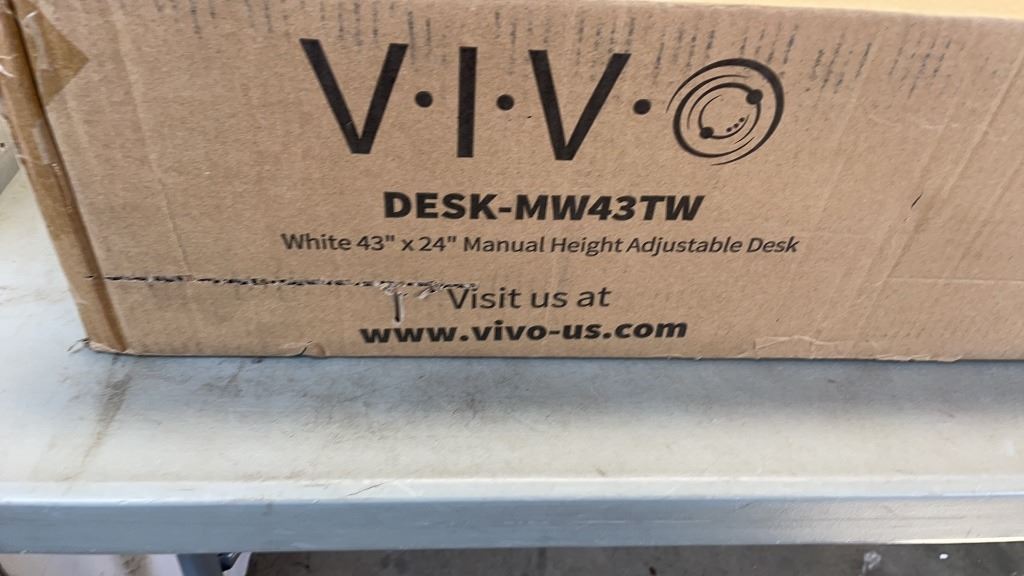 V·I·V·O
DESK-MW43TW
White 43" x 24" Manual Height Adjustable Desk
Visit us at
www.vivo-us.com